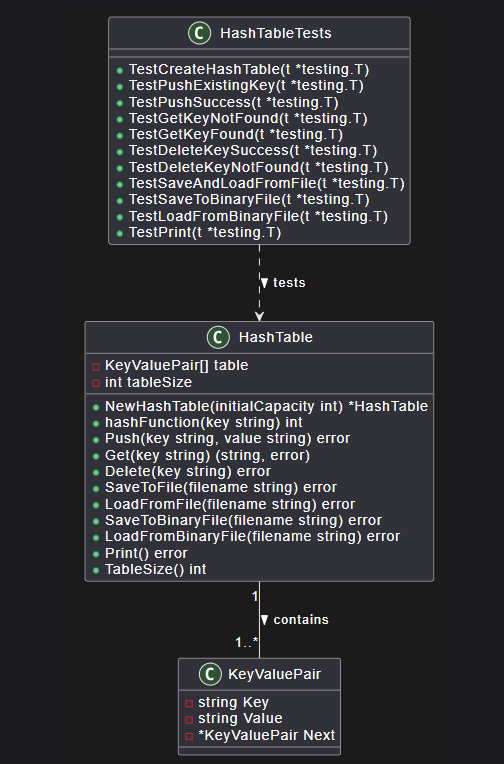 C HashTableTests
TestCreateHashTable(t *testing.T)
TestPushExistingKey(t *testing.T)
TestPushSuccess(t *testing.T)
TestGetKeyNotFound(t *testing.T)
TestGetKeyFound(t *testing.T)
TestDeleteKeySuccess(t *testing.T)
TestDeleteKeyNotFound(t *testing.T)
TestSaveAndLoadFromFile(t *testing.T)
TestSaveToBinaryFile(t *testing.T)
TestLoadFromBinaryFile(t *testing.T)
TestPrint(t *testing.T)
tests
C HashTable
KeyValuePair[] table
int tableSize
NewHashTable(initialCapacity int) *HashTable
hashFunction(key string) int
Push(key string, value string) error
Get(key string) (string, error)
Delete(key string) error
SaveToFile(filename string) error
LoadFromFile(filename string) error
SaveToBinaryFile(filename string) error
LoadFromBinaryFile(filename string) error
Print() error
TableSize() int
1
contains
1..*
C KeyValuePair
string Key
string Value
*KeyValuePair Next